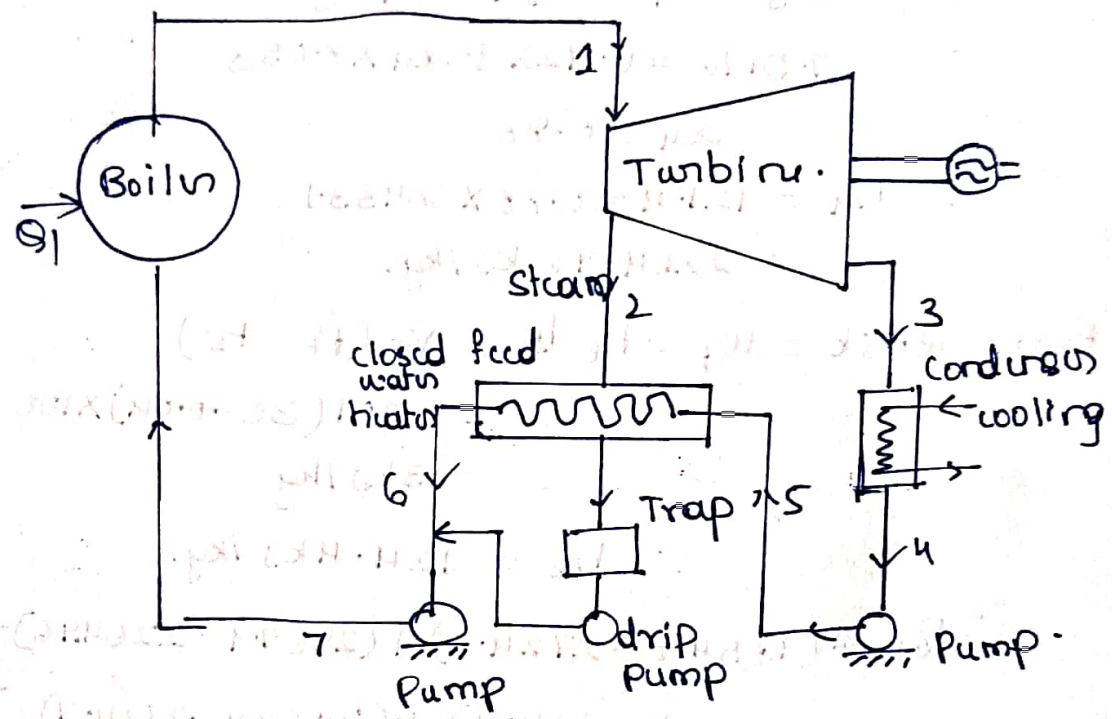 1
Boiler
Q1
Turbine.
Steam
2
3
closed feed
water
heater
condenser
cooling
6
Trap
5
4
7
Pump
drip
Pump
Pump.